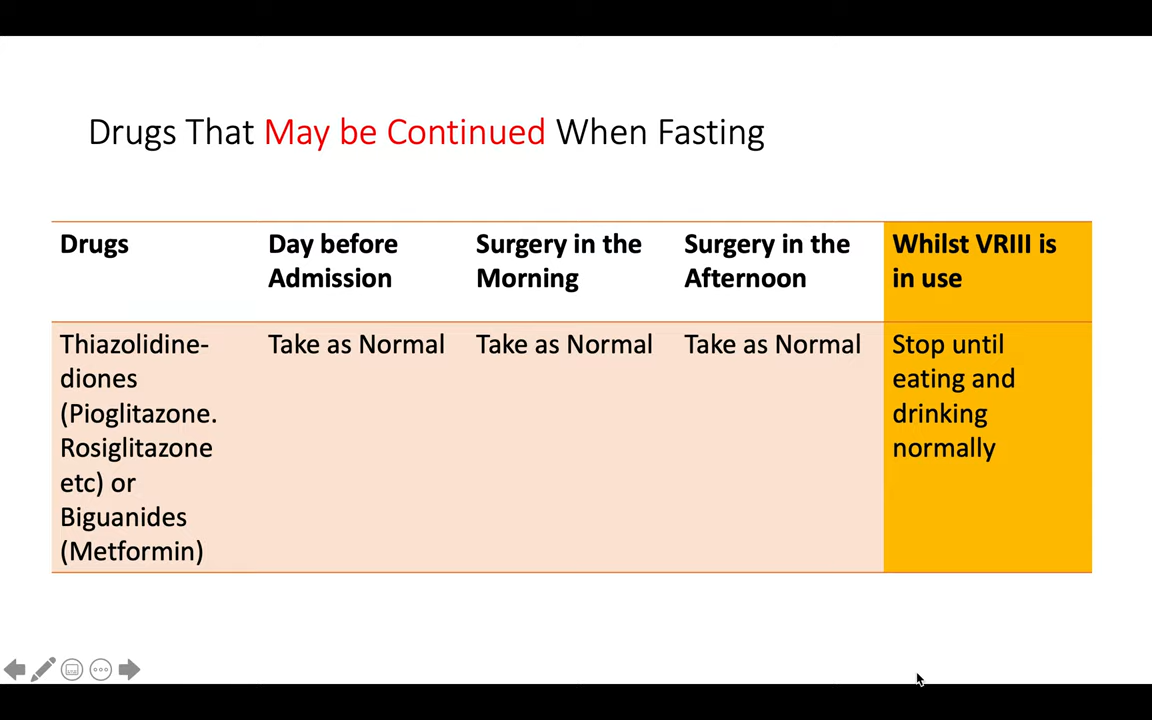 Drugs That May be Continued When Fasting
Drugs
Day before
Admission
Surgery in the
Morning
Surgery in the
Afternoon
Whilst VRIII is
in use
Thiazolidine-
diones
(Pioglitazone.
Rosiglitazone
etc) or
Biguanides
(Metformin)
Take as Normal
Take as Normal
Take as Normal
Stop until
eating and
drinking
normally